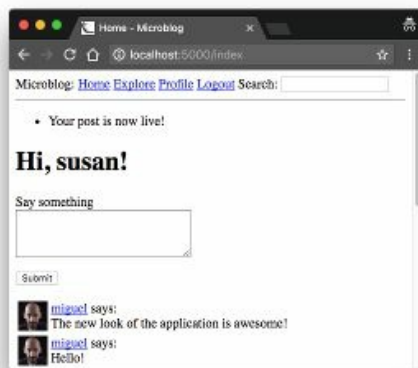 Home - Microblog
localhost:5000/index
Microblog: Home Explore Profile Logout Search:
Your post is now live!
Hi, susan!
Say something
Submit
miguel says:
The new look of the application is awesome!
miguel says:
Hello!